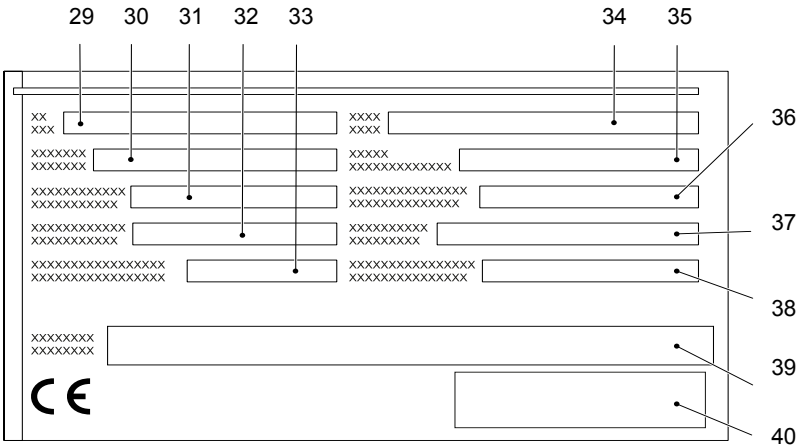 29 30 31 32 33 34 35
XX XXXX
XXX XXXX
36
XXXXXXX XXXXX
XXXXXXX XXXXXXXXXXXXX
XXXXXXXXXXXX XXXXXXXXXXXXXXX
XXXXXXXXXXX XXXXXXXXXXXXXX
37
XXXXXXXXXXXX XXXXXXXXXX
XXXXXXXXXXX XXXXXXXXX
XXXXXXXXXXXXXXXXX XXXXXXXXXXXXXXXX
XXXXXXXXXXXXXXXXX XXXXXXXXXXXXXXX
38
XXXXXXXX
XXXXXXXX
39
CE
40